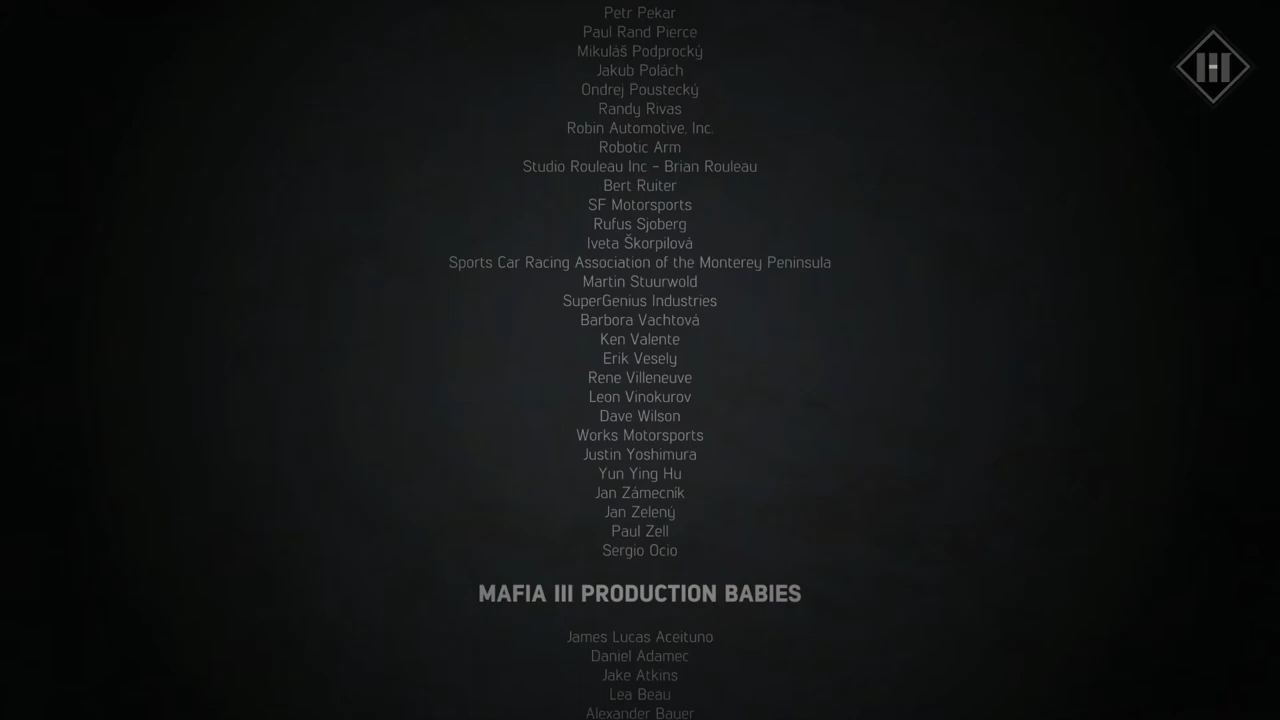 Petr Pekar
Paul Rand Pierce
Mikuláš Podprocký
Jakub Polách
Ondrej Poustecký
Randy Rivas
Robin Automotive, Inc.
Robotic Arm
Studio Rouleau Inc - Brian Rouleau
Bert Ruiter
SF Motorsports
Rufus Sjoberg
Iveta Škorpilová
Sports Car Racing Association of the Monterey Peninsula
Martin Stuurwold
SuperGenius Industries
Barbora Vachtová
Ken Valente
Erik Vesely
Rene Villeneuve
Leon Vinokurov
Dave Wilson
Works Motorsports
Justin Yoshimura
Yun Ying Hu
Jan Zámecník
Jan Zelený
Paul Zell
Sergio Ocio
MAFIA III PRODUCTION BABIES
James Lucas Aceituno
Daniel Adamec
Jake Atkins
Lea Beau
Alexander Bauer